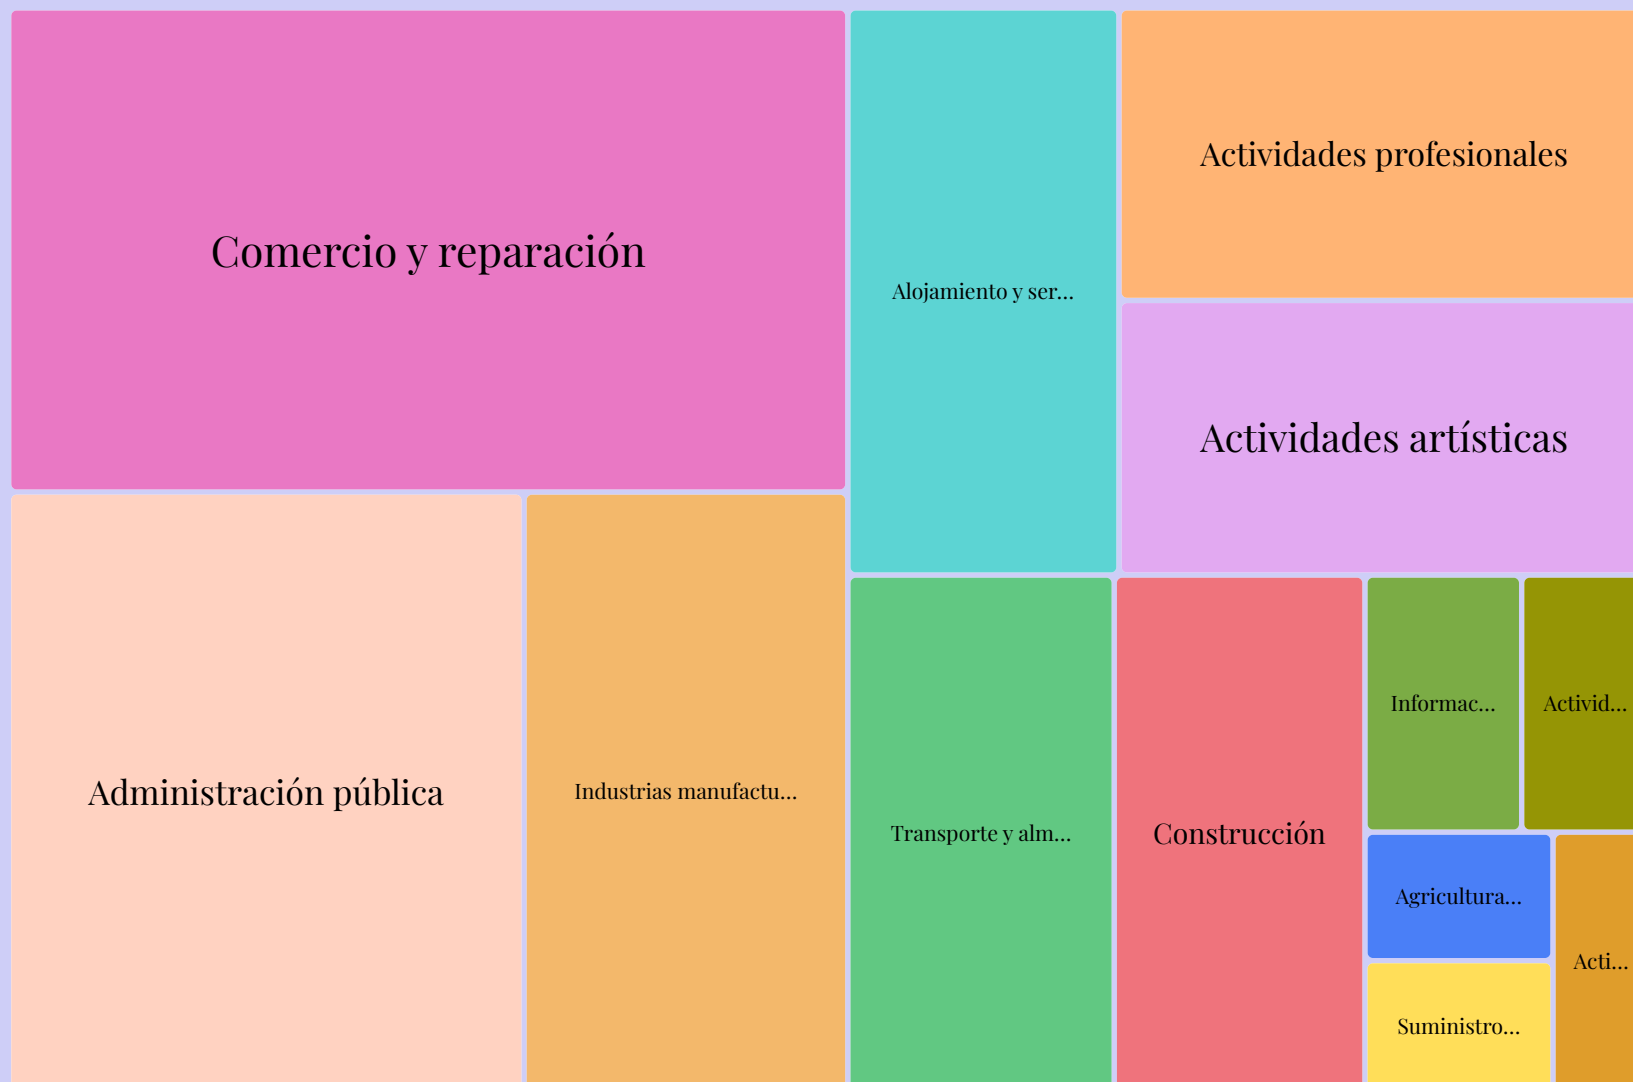 Comercio y reparación
Alojamiento y ser...
Actividades profesionales
Actividades artísticas
Administración pública
Industrias manufactu...
Transporte y alm...
Construcción
Informac...
Activid...
Agricultura...
Acti...
Suministro...